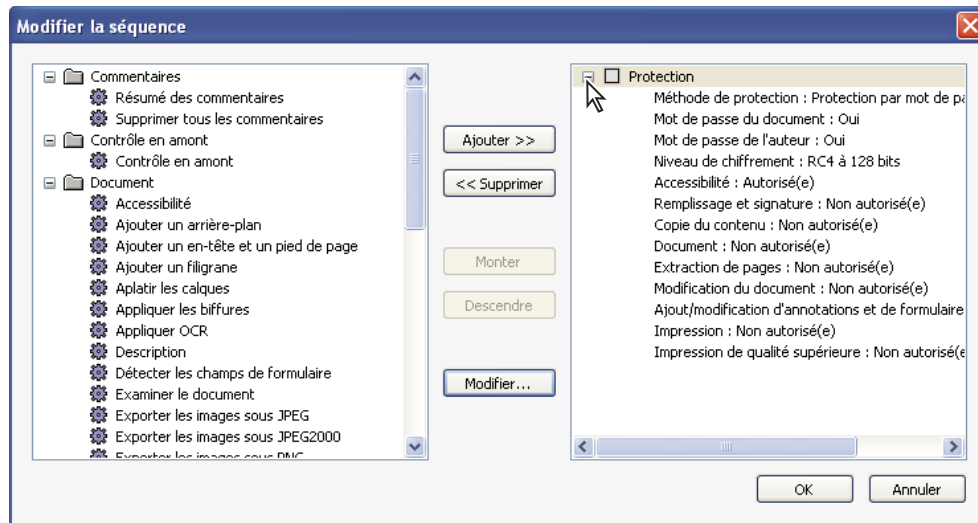 Modifier la séquence
Commentaires
Résumé des commentaires
Supprimer tous les commentaires
Contrôle en amont
Contrôle en amont
Document
Accessibilité
Ajouter un arrière-plan
Ajouter un en-tête et un pied de page
Ajouter un filigrane
Aplatir les calques
Appliquer les biffures
Appliquer OCR
Description
Détecter les champs de formulaire
Examiner le document
Exporter les images sous JPEG
Exporter les images sous JPEG2000
Exporter les images sous PNG
Ajouter >>
<< Supprimer
Monter
Descendre
Modifier...
Protection
Méthode de protection : Protection par mot de pa
Mot de passe du document : Oui
Mot de passe de l'auteur : Oui
Niveau de chiffrement : RC4 à 128 bits
Accessibilité : Autorisé(e)
Remplissage et signature : Non autorisé(e)
Copie du contenu : Non autorisé(e)
Document : Non autorisé(e)
Extraction de pages : Non autorisé(e)
Modification du document : Non autorisé(e)
Ajout/modification d'annotations et de formulaire
Impression : Non autorisé(e)
Impression de qualité supérieure : Non autorisé(e
OK
Annuler